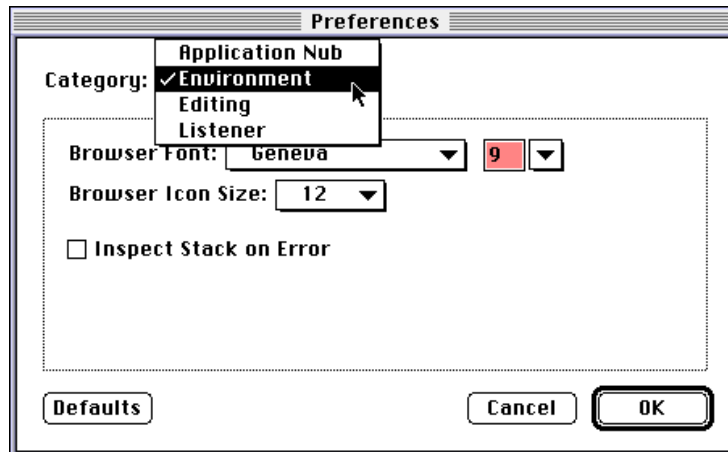 Preferences
Application Nub
Category: ✓Environment
Editing
Listener
Browser Font: Geneva 9
Browser Icon Size: 12
Inspect Stack on Error
Defaults Cancel OK